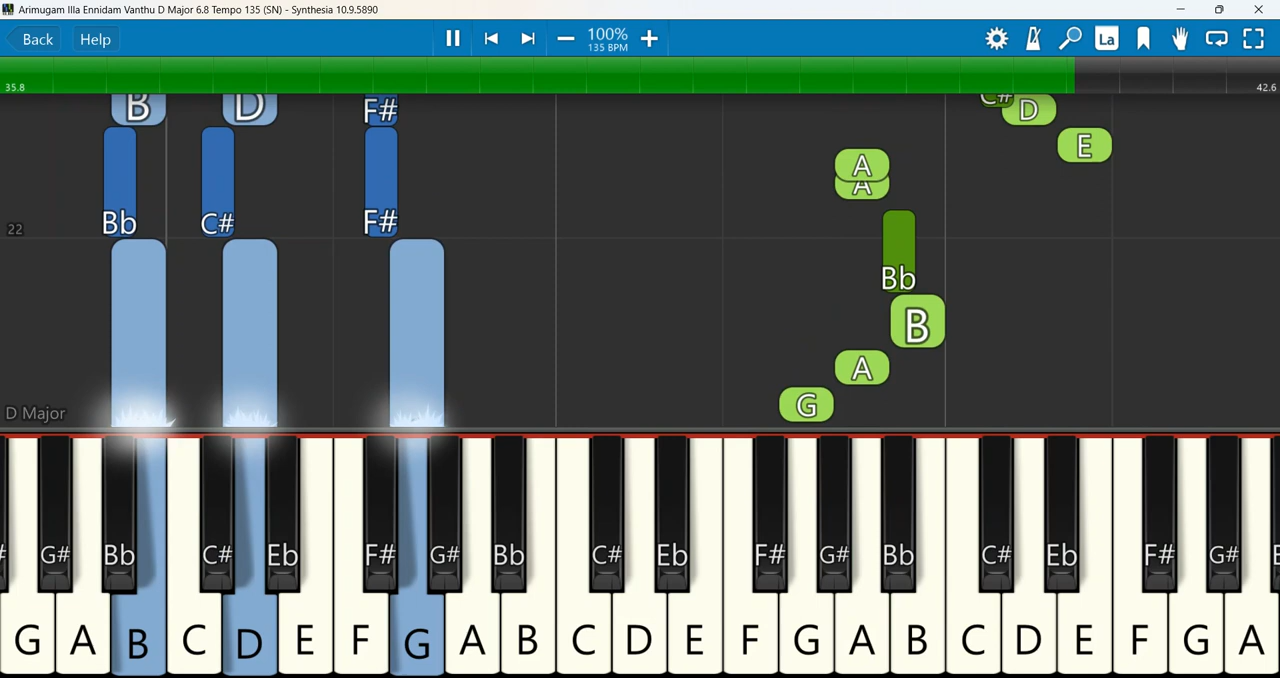 Arimugam Illa Ennidam Vanthu D Major 6.8 Tempo 135 (SN) - Synthesia 10.9.5890
Back Help 100% La
135 BPM
35.8 42.6
B D F# C# D
E
A
A
Bb C# F#
22
Bb
B
A
G
D Major
# G# Bb C# Eb F# G# Bb C# Eb F# G# Bb C# Eb F# G# E
G A B C D E F G A B C D E F G A B C D E F G A